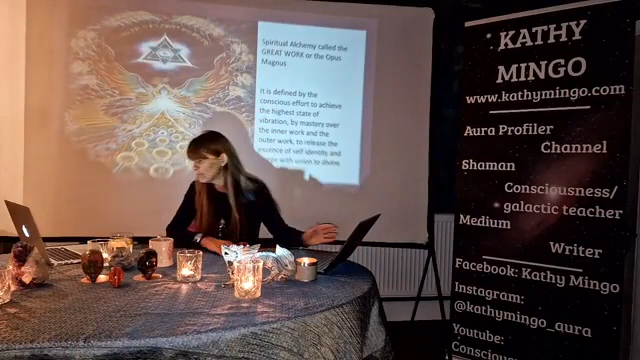 Spiritual Alchemy called the
GREAT WORK or the Opus
Magnus
It is defined by the
conscious effort to achieve
the highest state of
vibration, by mastery over
the inner work and the
outer work, to release the
essence of self identity and
with union to divine
KATHY
MINGO
www.kathymingo.com
Aura Profiler
Channel
Shaman
Consciousness/
galactic teacher
Medium
Writer
Facebook: Kathy Mingo
Instagram:
@kathymingo_aura
Youtube: